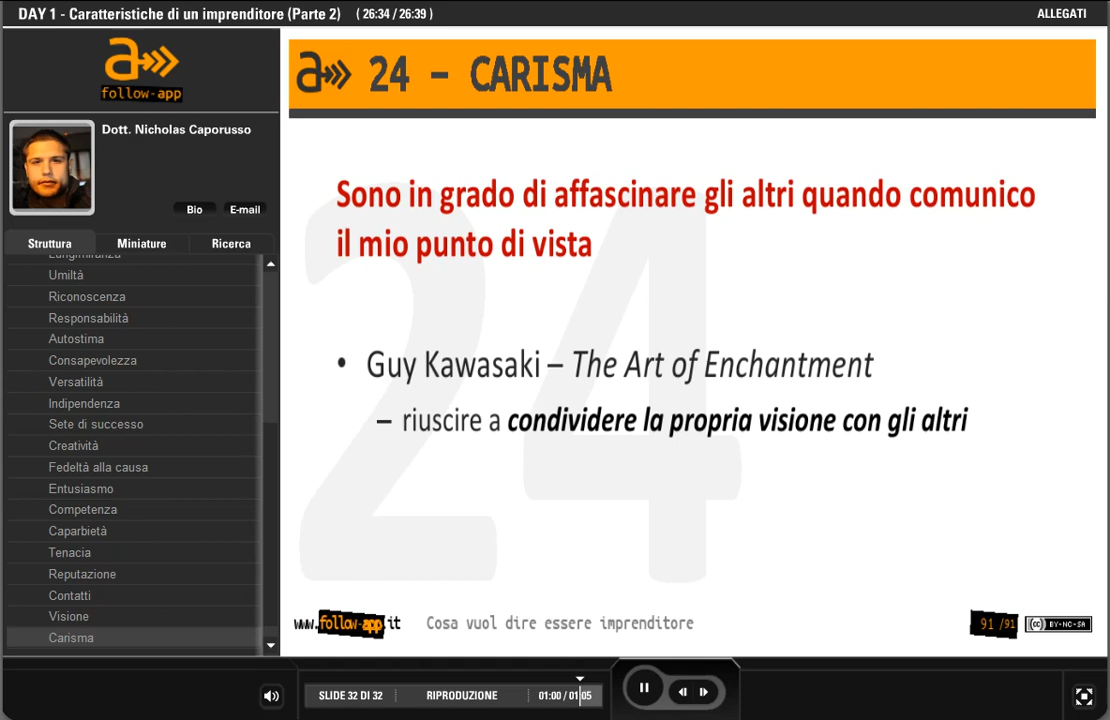 DAY 1 - Caratteristiche di un imprenditore (Parte 2) ( 26:34 / 26:39 )
ALLEGATI
a
follow-app
Dott. Nicholas Caporusso
Bio
E-mail
Struttura
Miniature
Ricerca
Lungimiranza
Umiltà
Riconoscenza
Responsabilità
Autostima
Consapevolezza
Versatilità
Indipendenza
Sete di successo
Creatività
Fedeltà alla causa
Entusiasmo
Competenza
Caparbietà
Tenacia
Reputazione
Contatti
Visione
Carisma
a 24 - CARISMA
24
Sono in grado di affascinare gli altri quando comunico
il mio punto di vista
• Guy Kawasaki – The Art of Enchantment
– riuscire a condividere la propria visione con gli altri
www.follow-app.it
Cosa vuol dire essere imprenditore
91 /91
(cc) BY-NC-SA
SLIDE 32 DI 32
RIPRODUZIONE
01:00 / 01:05